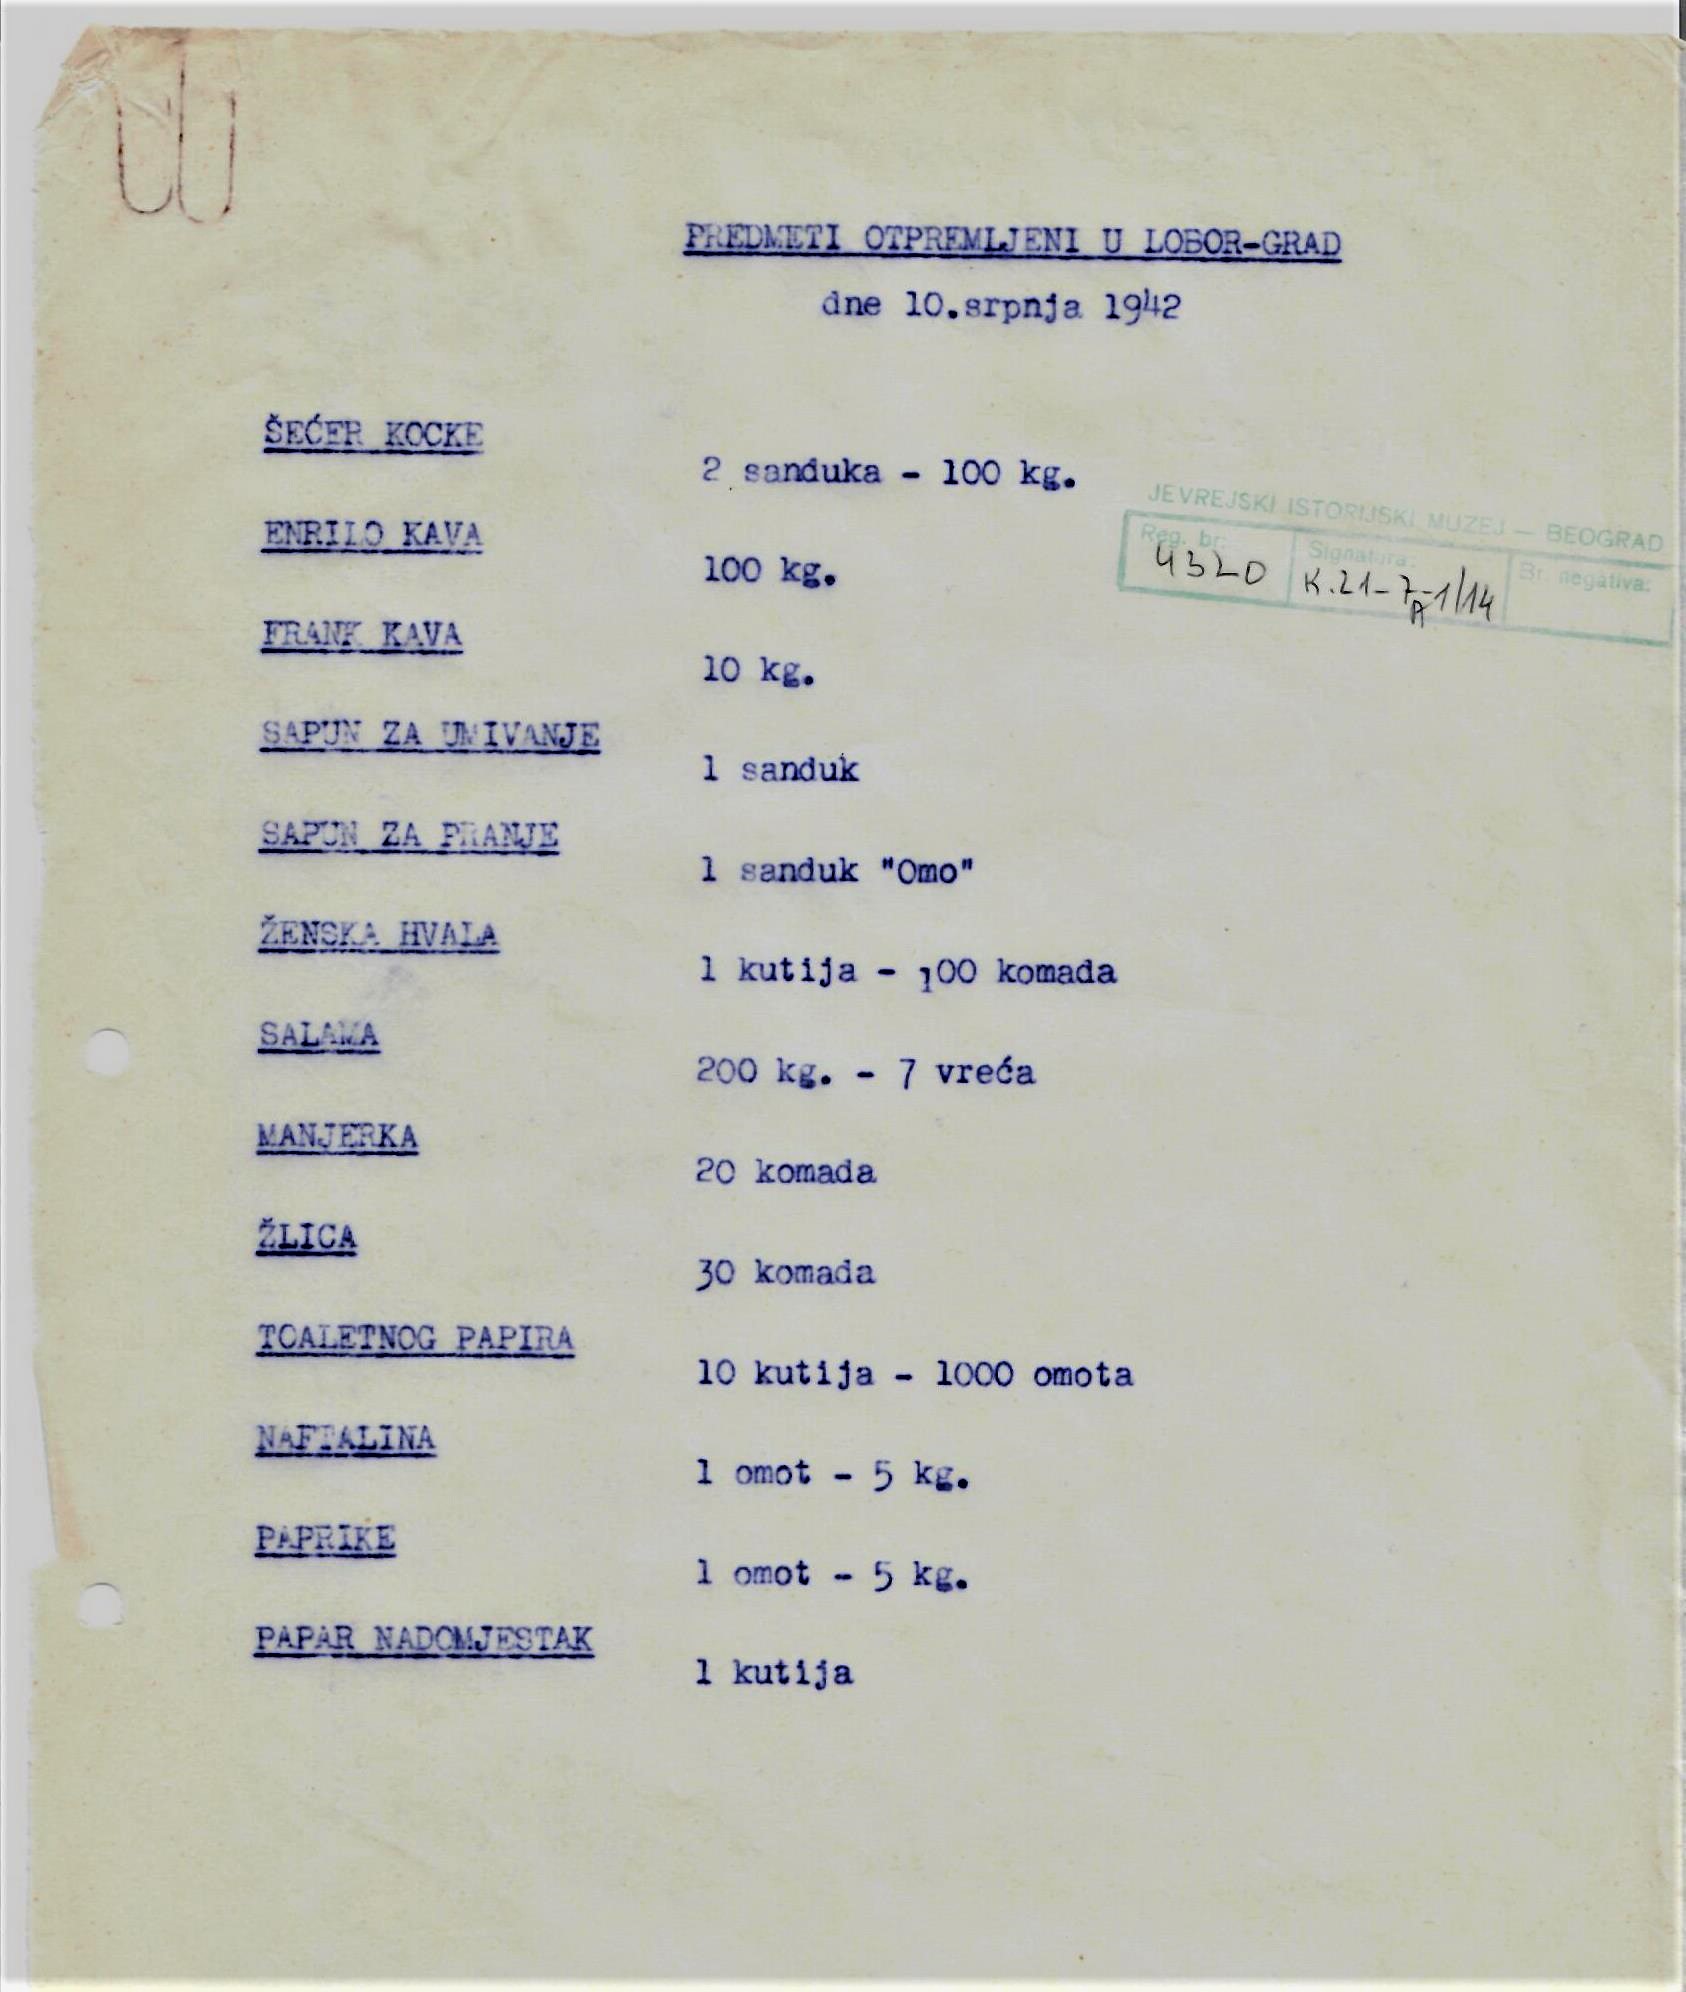 PREDMETI OTPREMLJENI U LOBOR-GRAD
dne 10.srpnja 1942
ŠEĆER KOCKE
2 sanduka - 100 kg.
JEVREJSKI ISTORIJSKI MUZEJ — BEOGRAD
Reg. br: Signatura: Br. negativa:
4320 K.21-7A-1/14
ENRILO KAVA
100 kg.
FRANK KAVA
10 kg.
SAPUN ZA UMIVANJE
1 sanduk
SAPUN ZA PRANJE
1 sanduk "Omo"
ŽENSKA HVALA
1 kutija - 100 komada
SALAMA
200 kg. - 7 vreća
MANJERKA
20 komada
ŽLICA
30 komada
TOALETNOG PAPIRA
10 kutija - 1000 omota
NAFTALINA
1 omot - 5 kg.
PAPRIKE
1 omot - 5 kg.
PAPAR NADOMJESTAK
1 kutija